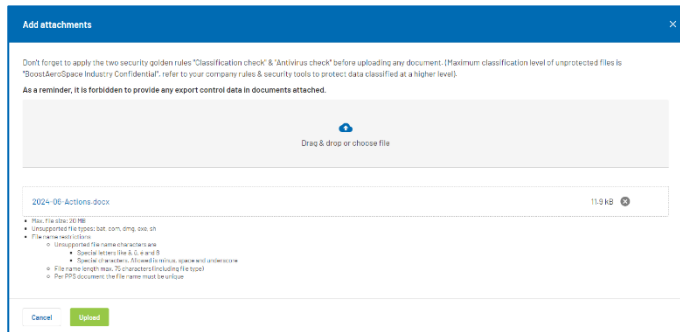 Add attachments
Don't forget to apply the two security golden rules "Classification check" & "Antivirus check" before uploading any document. (Maximum classification level of unprotected files is
"BoostAeroSpace Industry Confidential". refer to your company rules & security tools to protect data classified at a higher level).
As a reminder, it is forbidden to provide any export control data in documents attached.
Drag & drop or choose file
2024-06-Actions.docx
11.9 kB
Max. File size: 20 MB
Unsupported file types: bat, com, dmg, exe, sh
File name restrictions
Unsupported file name characters are
Special letters like &, ü, e and
Special characters. Allowed is minus, space and underscore
File name length max. 75 characters (including file type)
Per PPS document the file name must be unique
Cancel
Upload